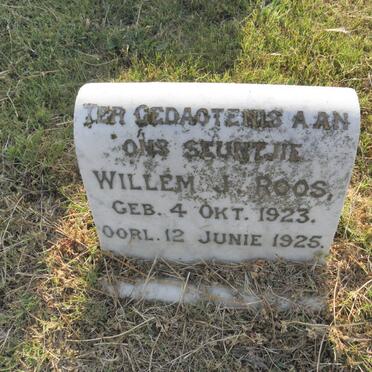 TER GEDAGTENIS AAN
ONS SEUNTJIE
WILLEM J. ROOS,
GEB. 4 OKT. 1923.
OORL. 12 JUNIE 1925.